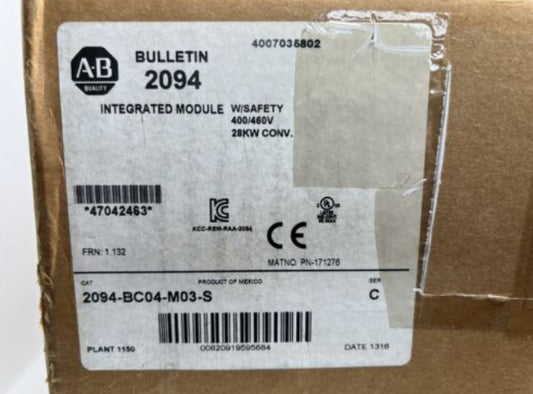 4007035802
A-B
QUALITY
BULLETIN
2094
INTEGRATED MODULE W/SAFETY
400/460V
28KW CONV.
*47042463*
KCC-REM-RAA-2094
CE
FRN: 1.132
MATNO: PN-171276
CAT
PRODUCT OF MEXICO
SER
2094-BC04-M03-S
C
PLANT 1150
00820919595684
DATE 1316